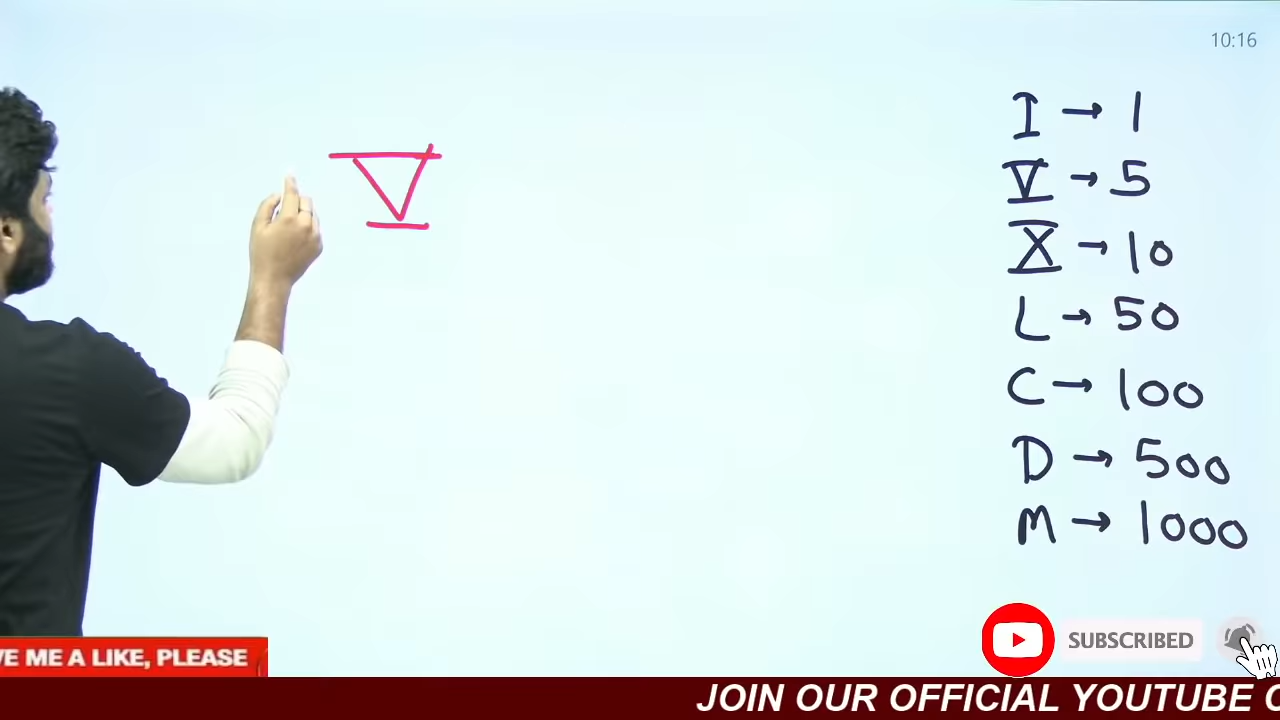 10:16
V
I → 1
V → 5
X → 10
L → 50
C → 100
D → 500
M → 1000
SUBSCRIBED
VE ME A LIKE, PLEASE
JOIN OUR OFFICIAL YOUTUBE C